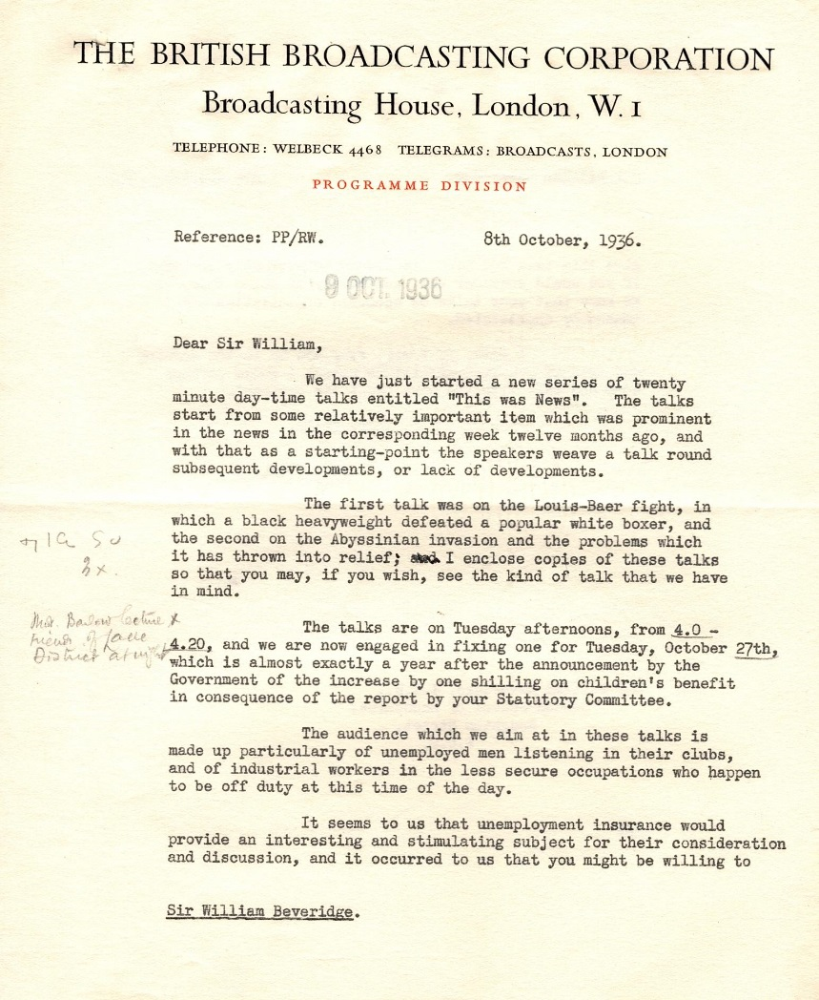 THE BRITISH BROADCASTING CORPORATION
Broadcasting House, London, W. 1
TELEPHONE: WELBECK 4468 TELEGRAMS: BROADCASTS, LONDON
PROGRAMME DIVISION
Reference: PP/RW. 8th October, 1936.
9 OCT. 1936
Dear Sir William,
We have just started a new series of twenty
minute day-time talks entitled "This was News". The talks
start from some relatively important item which was prominent
in the news in the corresponding week twelve months ago, and
with that as a starting-point the speakers weave a talk round
subsequent developments, or lack of developments.
The first talk was on the Louis-Baer fight, in
which a black heavyweight defeated a popular white boxer, and
the second on the Abyssinian invasion and the problems which
it has thrown into relief; I enclose copies of these talks
so that you may, if you wish, see the kind of talk that we have
in mind.
Barlow lecture &
friends of
District at night
The talks are on Tuesday afternoons, from 4.0 -
4.20, and we are now engaged in fixing one for Tuesday, October 27th,
which is almost exactly a year after the announcement by the
Government of the increase by one shilling on children's benefit
in consequence of the report by your Statutory Committee.
The audience which we aim at in these talks is
made up particularly of unemployed men listening in their clubs,
and of industrial workers in the less secure occupations who happen
to be off duty at this time of the day.
It seems to us that unemployment insurance would
provide an interesting and stimulating subject for their consideration
and discussion, and it occurred to us that you might be willing to
Sir William Beveridge.